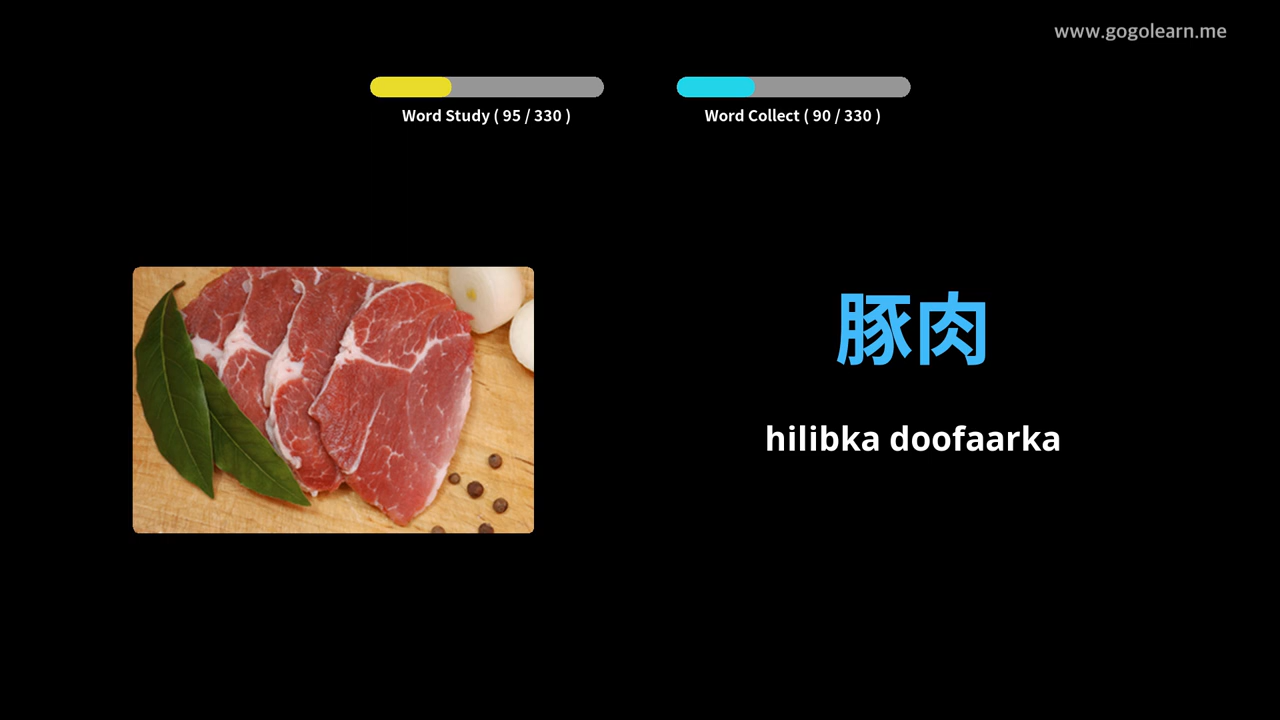 www.gogolearn.me
Word Study ( 95 / 330 )
Word Collect ( 90 / 330 )
豚肉
hilibka doofaarka